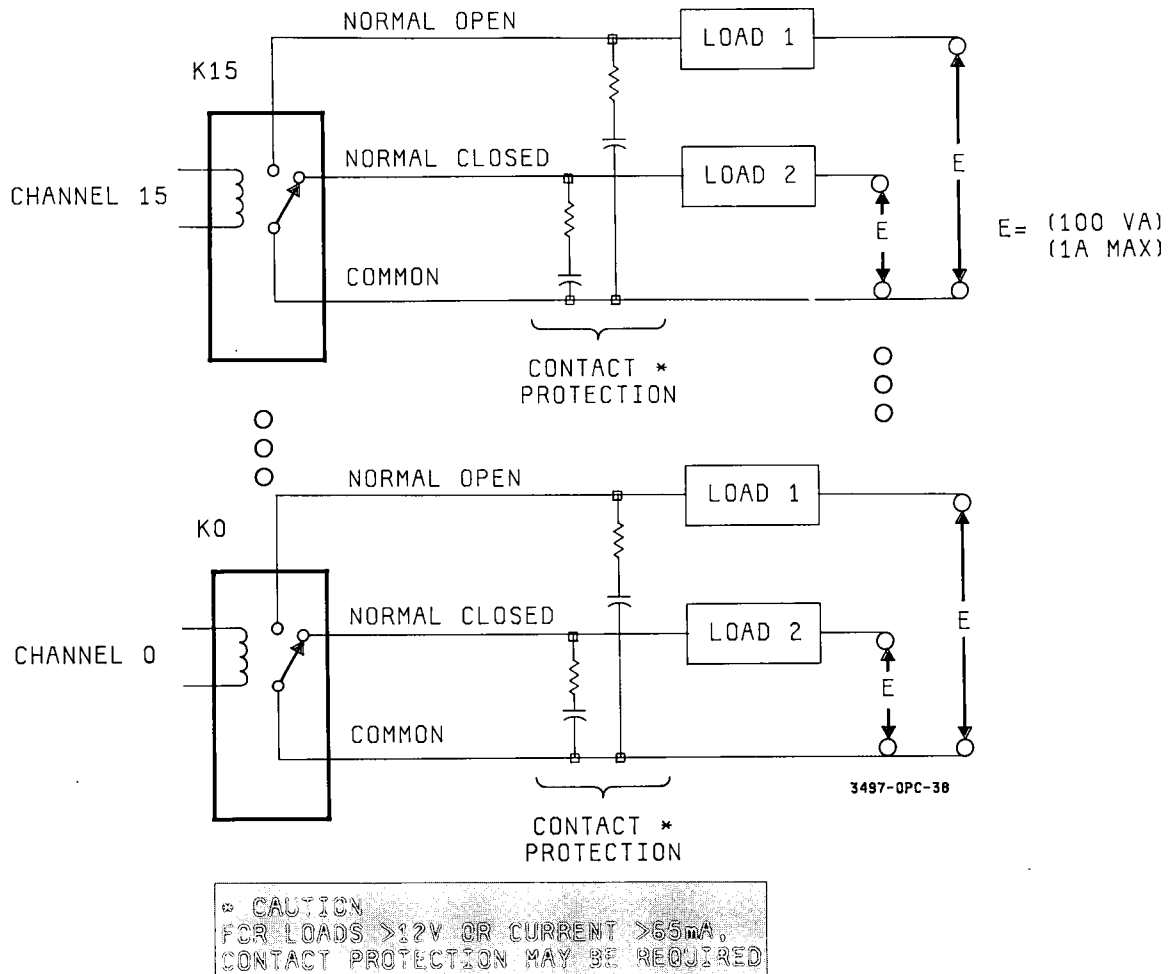 NORMAL OPEN
LOAD 1
K15
NORMAL CLOSED
LOAD 2
E
E
CHANNEL 15
E= (100 VA)
(1A MAX)
COMMON
CONTACT *
PROTECTION
NORMAL OPEN
LOAD 1
K0
NORMAL CLOSED
LOAD 2
E
E
CHANNEL 0
COMMON
3497-OPC-38
CONTACT *
PROTECTION
* CAUTION
FOR LOADS >12V OR CURRENT >65mA,
CONTACT PROTECTION MAY BE REQUIRED